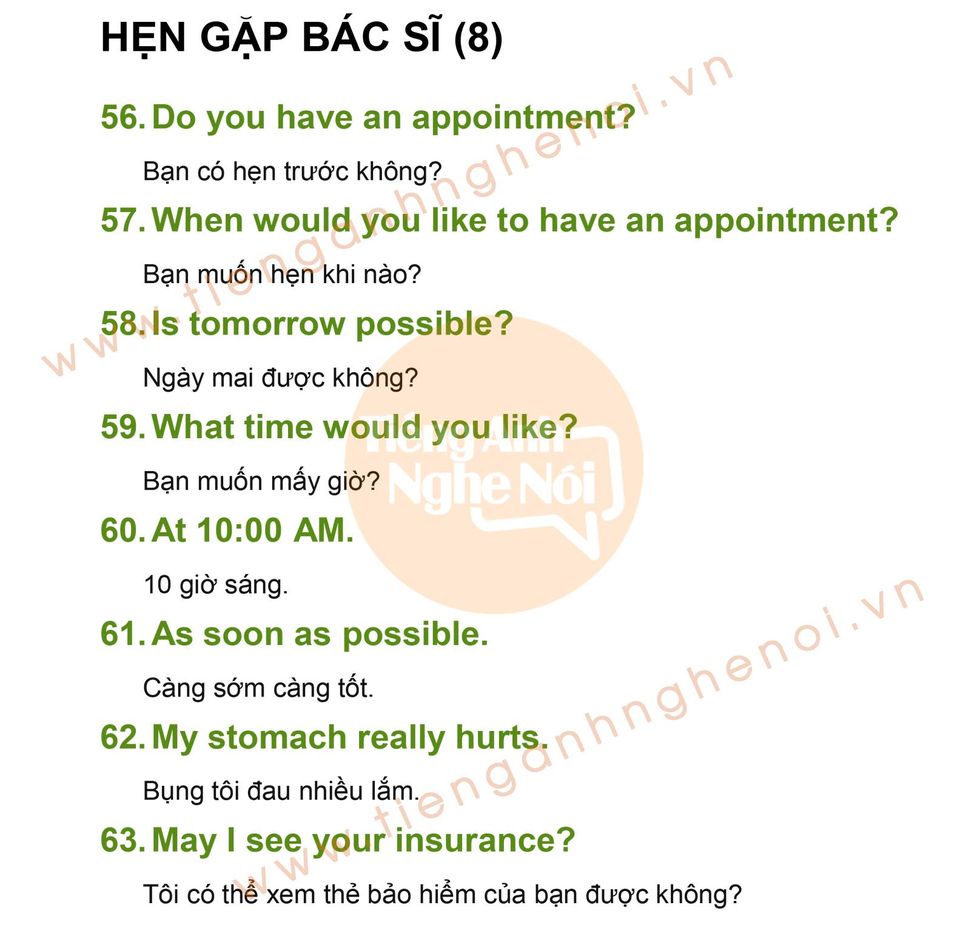 HẸN GẶP BÁC SĨ (8)
56. Do you have an appointment?
Bạn có hẹn trước không?
57. When would you like to have an appointment?
Bạn muốn hẹn khi nào?
58. Is tomorrow possible?
Ngày mai được không?
59. What time would you like?
Bạn muốn mấy giờ?
60. At 10:00 AM.
10 giờ sáng.
61. As soon as possible.
Càng sớm càng tốt.
62. My stomach really hurts.
Bụng tôi đau nhiều lắm.
63. May I see your insurance?
Tôi có thể xem thẻ bảo hiểm của bạn được không?
www.tienganhnghenoi.vn
Tiếng Anh
Nghe Nói
www.tienganhnghenoi.vn